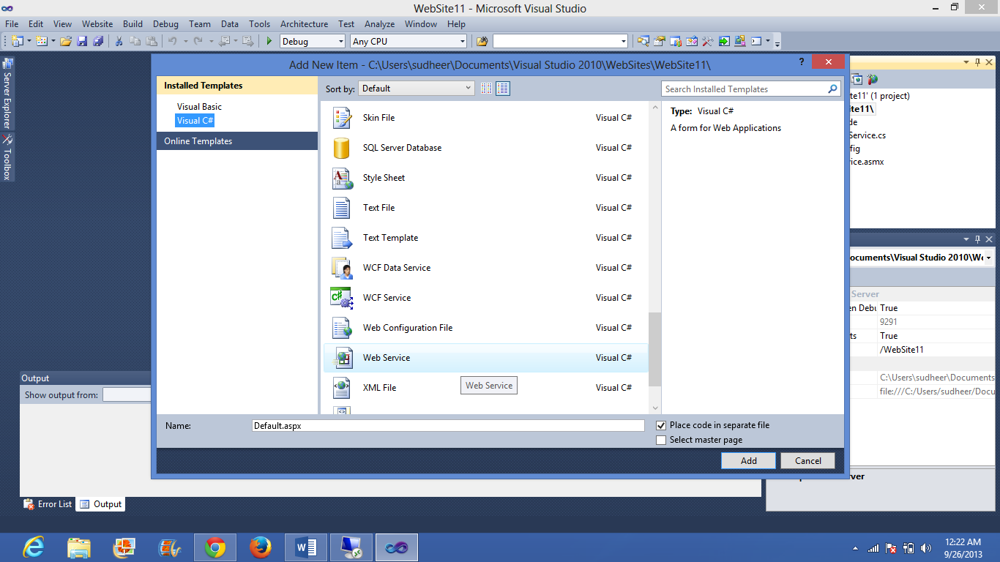 WebSite11 - Microsoft Visual Studio
File Edit View Website Build Debug Team Data Tools Architecture Test Analyze Window Help
Debug Any CPU
Server Explorer
Toolbox
Add New Item - C:\Users\sudheer\Documents\Visual Studio 2010\WebSites\WebSite11\
Installed Templates
Visual Basic
Visual C#
Online Templates
Sort by: Default
Search Installed Templates
Skin File Visual C#
SQL Server Database Visual C#
Style Sheet Visual C#
Text File Visual C#
Text Template Visual C#
WCF Data Service Visual C#
WCF Service Visual C#
Web Configuration File Visual C#
Web Service Visual C#
XML File Visual C#
Web Service
Type: Visual C#
A form for Web Applications
Name: Default.aspx
Place code in separate file
Select master page
Add Cancel
te11' (1 project)
ite11\
de
Service.cs
fig
vice.asmx
ocuments\Visual Studio 2010\We
Server
en Debu True
9291
ts True
/WebSite11
C:\Users\sudheer\Documents
file:///C:/Users/sudheer/Docu
rver
Output
Show output from:
Error List Output
12:22 AM
9/26/2013